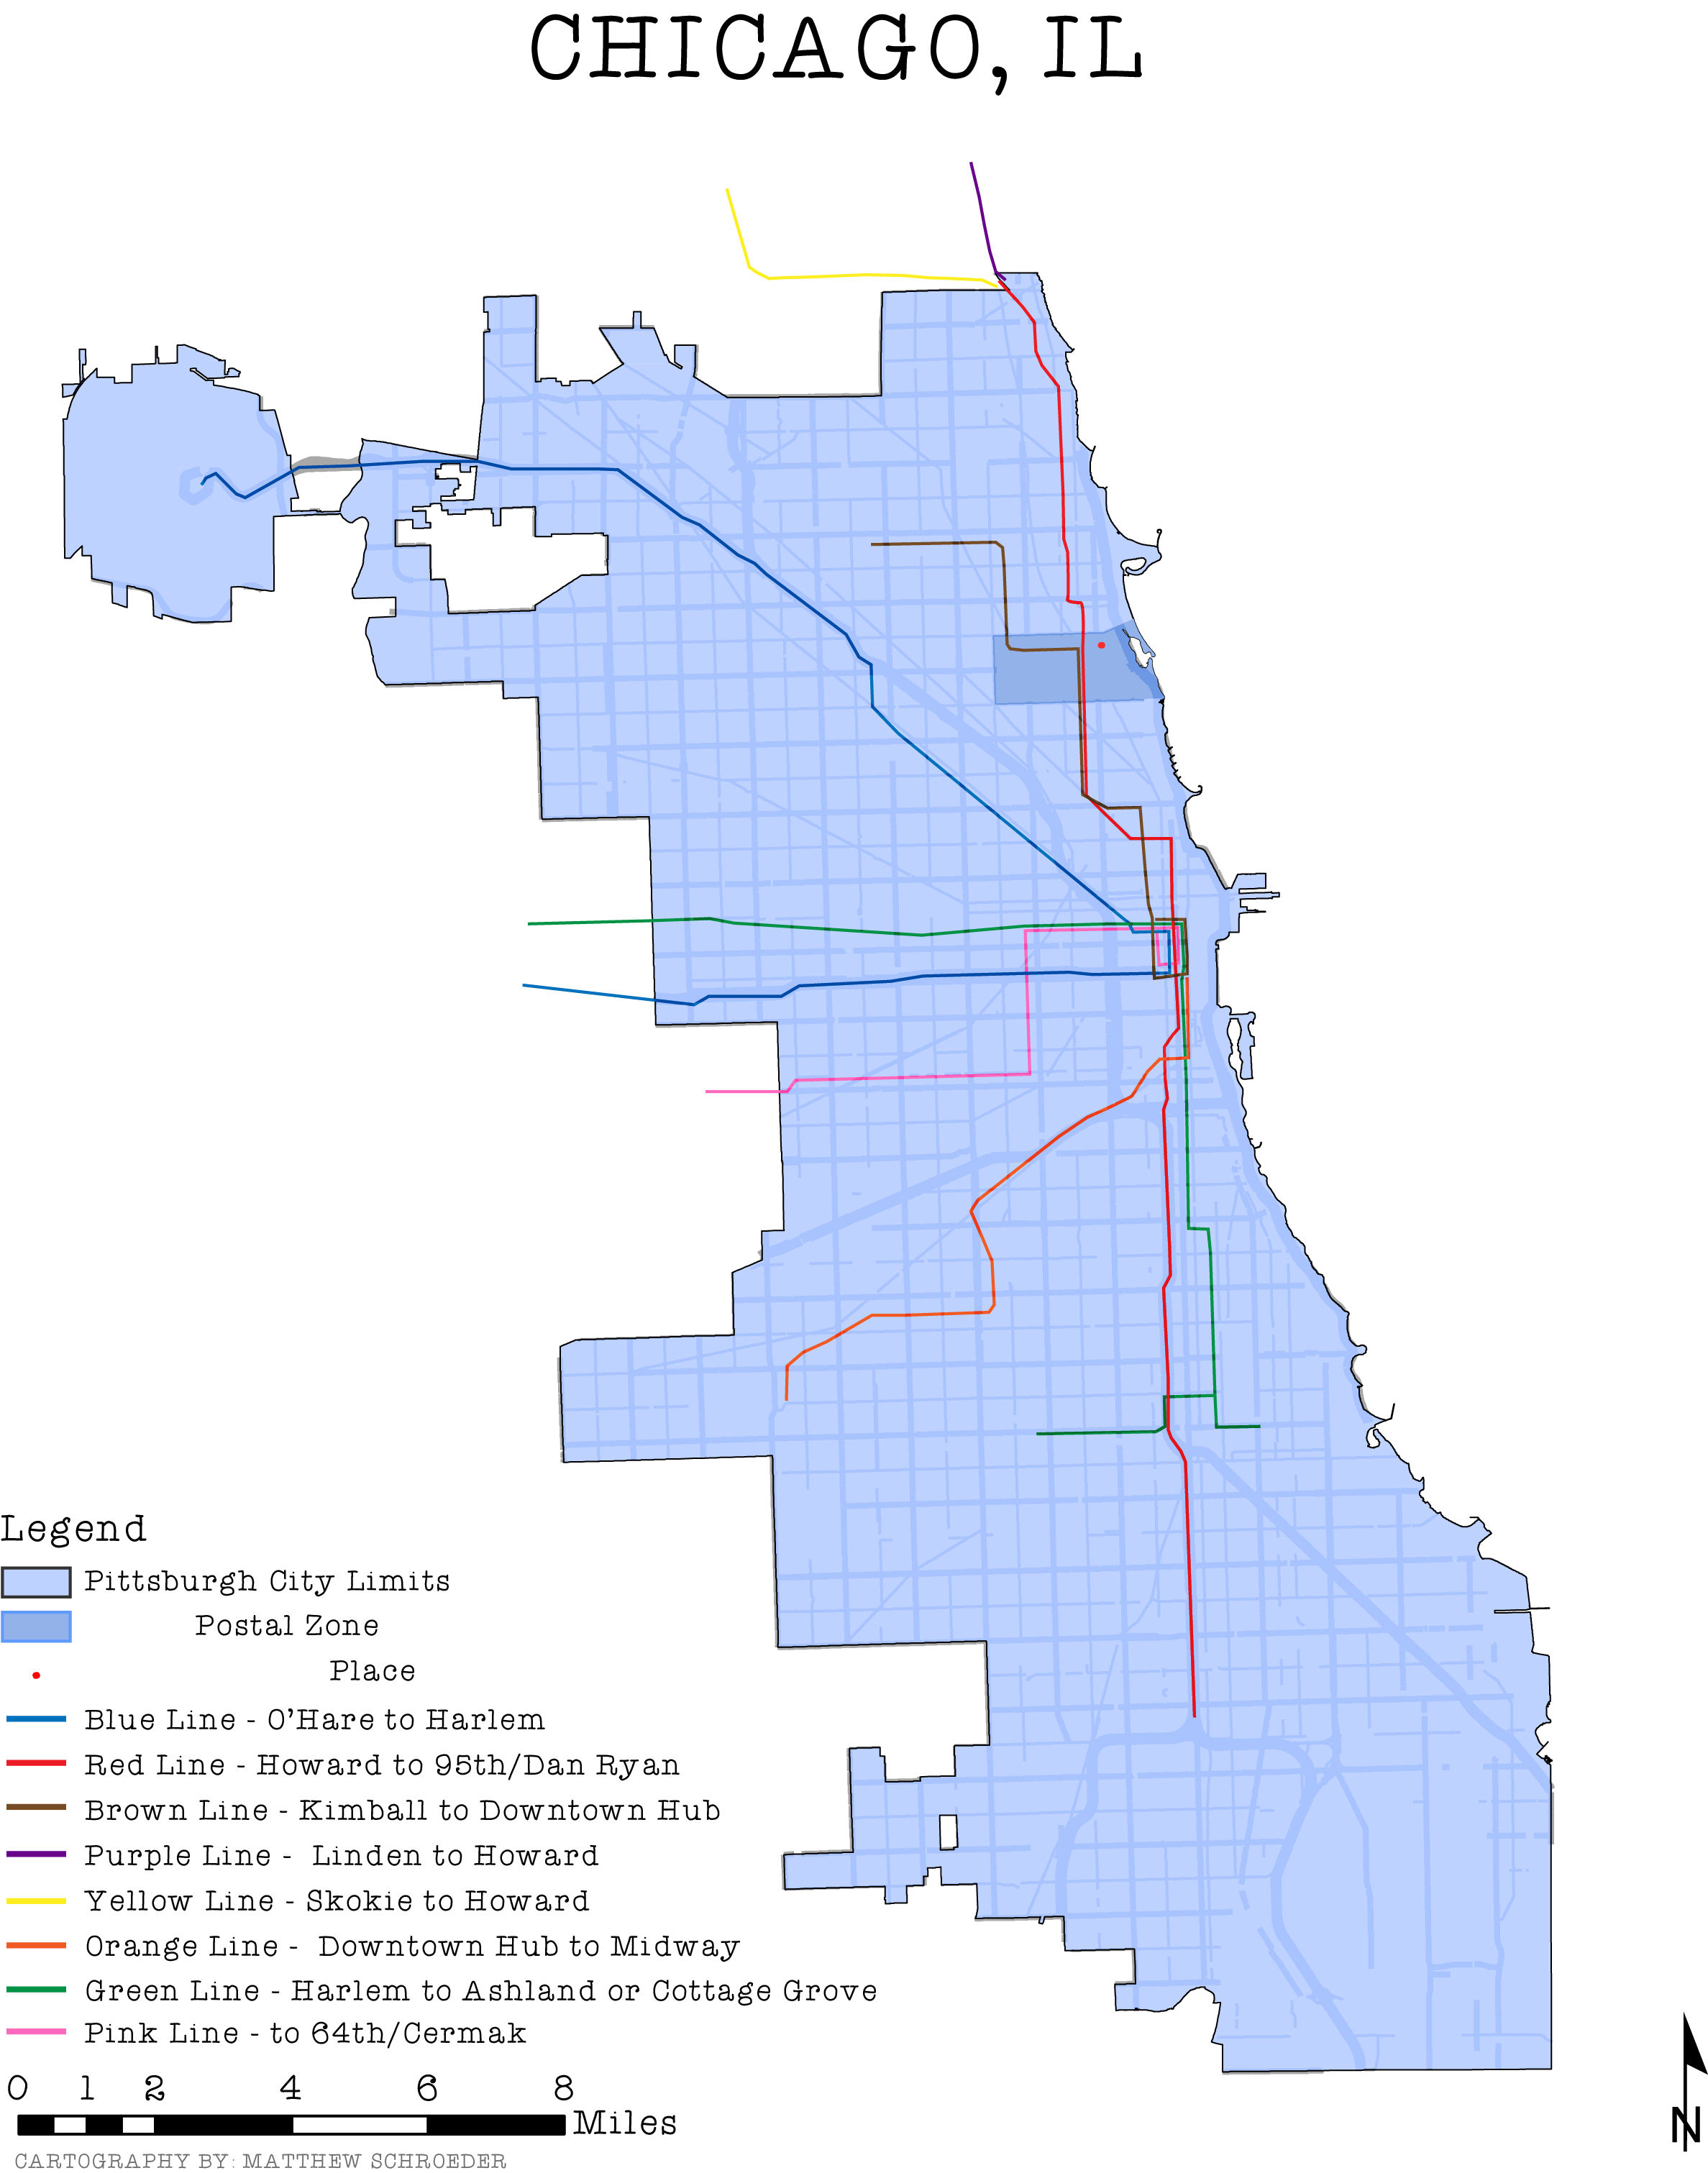 CHICAGO, IL
Legend
Pittsburgh City Limits
Postal Zone
Place
Blue Line - O'Hare to Harlem
Red Line - Howard to 95th/Dan Ryan
Brown Line - Kimball to Downtown Hub
Purple Line - Linden to Howard
Yellow Line - Skokie to Howard
Orange Line - Downtown Hub to Midway
Green Line - Harlem to Ashland or Cottage Grove
Pink Line - to 64th/Cermak
0 1 2 4 6 8
Miles
CARTOGRAPHY BY: MATTHEW SCHROEDER
N